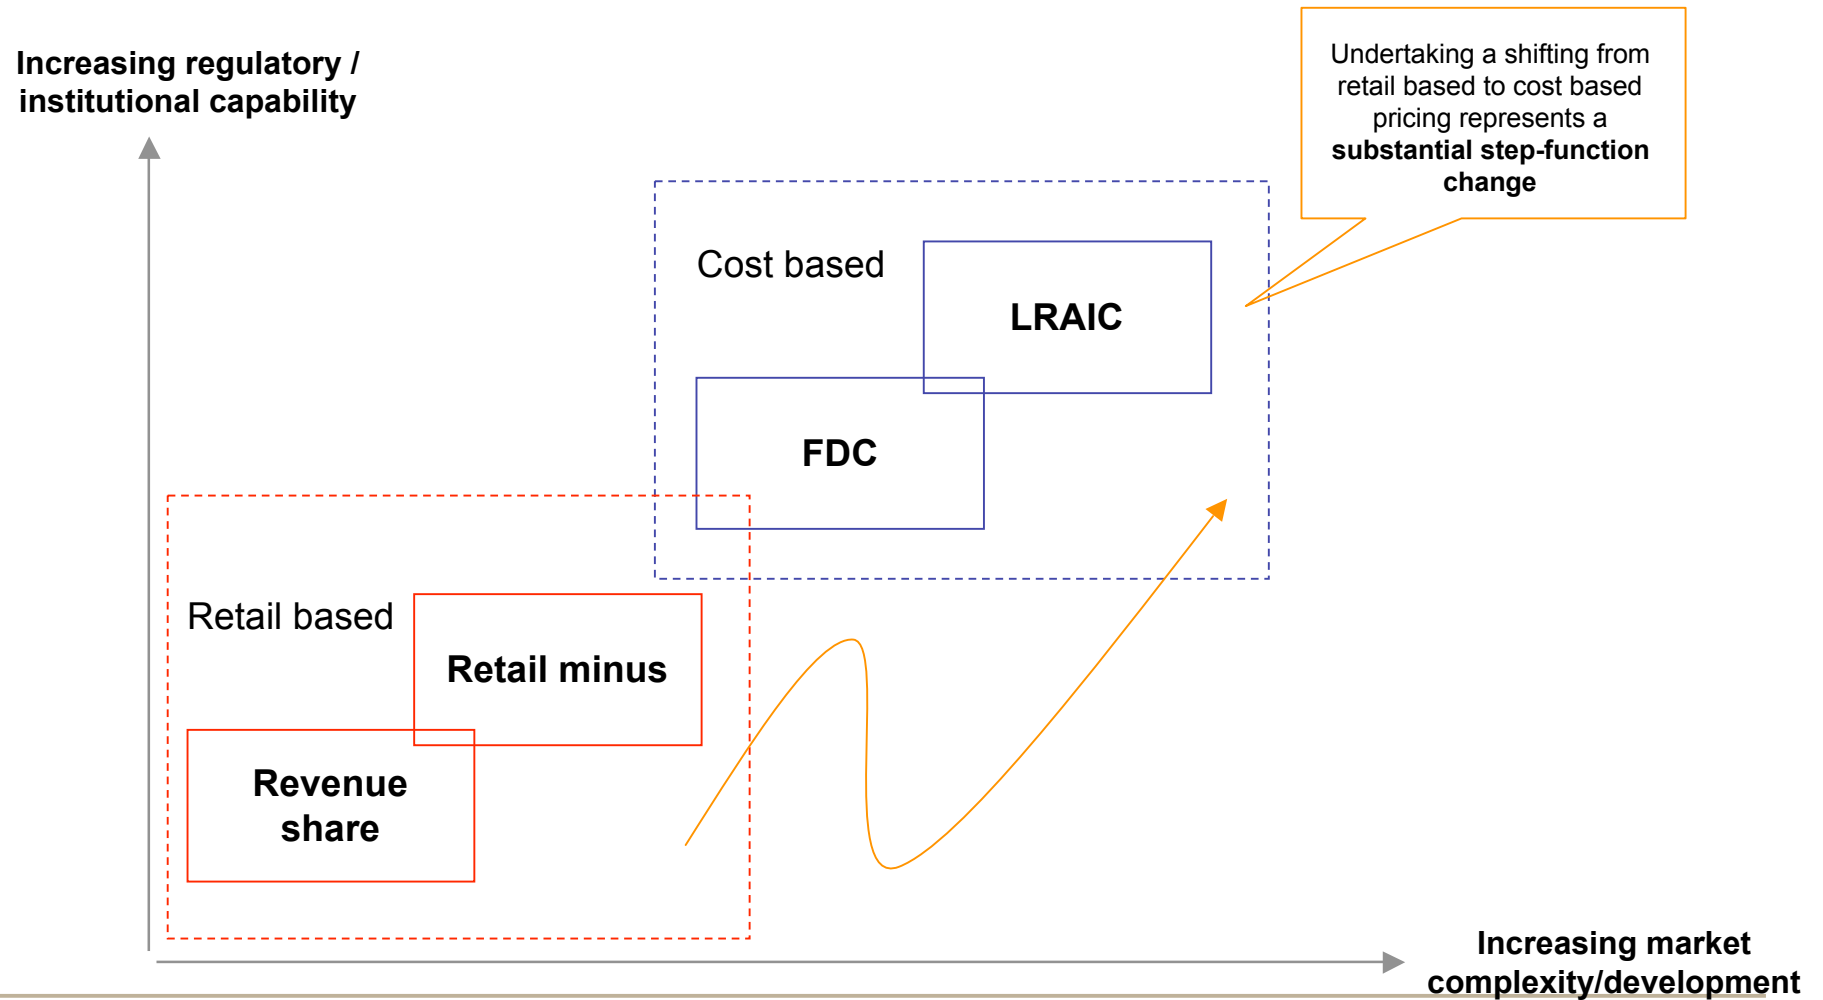 Increasing regulatory /
institutional capability
Undertaking a shifting from
retail based to cost based
pricing represents a
substantial step-function
change
Cost based
LRAIC
FDC
Retail based
Retail minus
Revenue
share
Increasing market
complexity/development